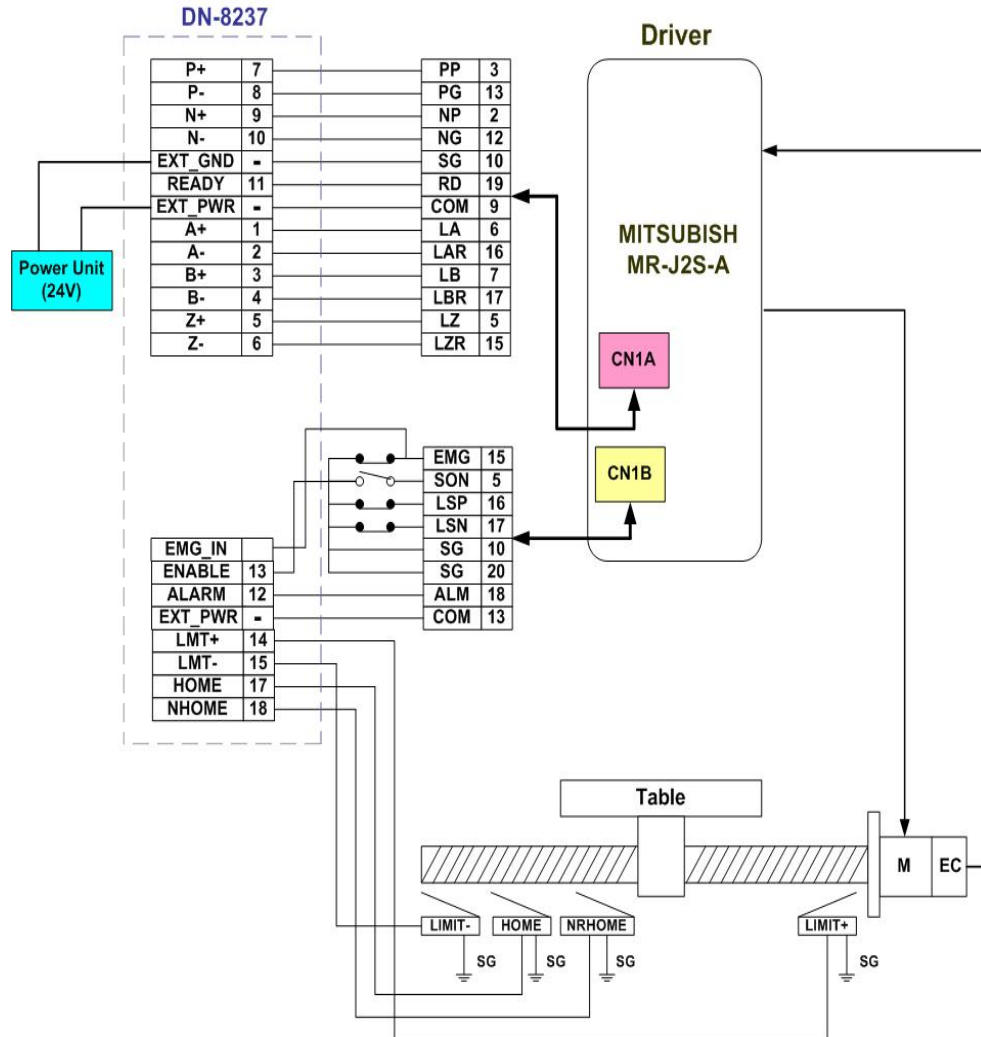 DN-8237
Driver
P+ 7 PP 3
P- 8 PG 13
N+ 9 NP 2
N- 10 NG 12
EXT_GND - SG 10
READY 11 RD 19
EXT_PWR - COM 9
A+ 1 LA 6
A- 2 LAR 16
B+ 3 LB 7
B- 4 LBR 17
Z+ 5 LZ 5
Z- 6 LZR 15
Power Unit
(24V)
MITSUBISH
MR-J2S-A
CN1A
CN1B
EMG 15
SON 5
LSP 16
LSN 17
SG 10
SG 20
ALM 18
COM 13
EMG_IN
ENABLE 13
ALARM 12
EXT_PWR -
LMT+ 14
LMT- 15
HOME 17
NHOME 18
Table
M EC
LIMIT- HOME NRHOME LIMIT+
SG SG SG SG